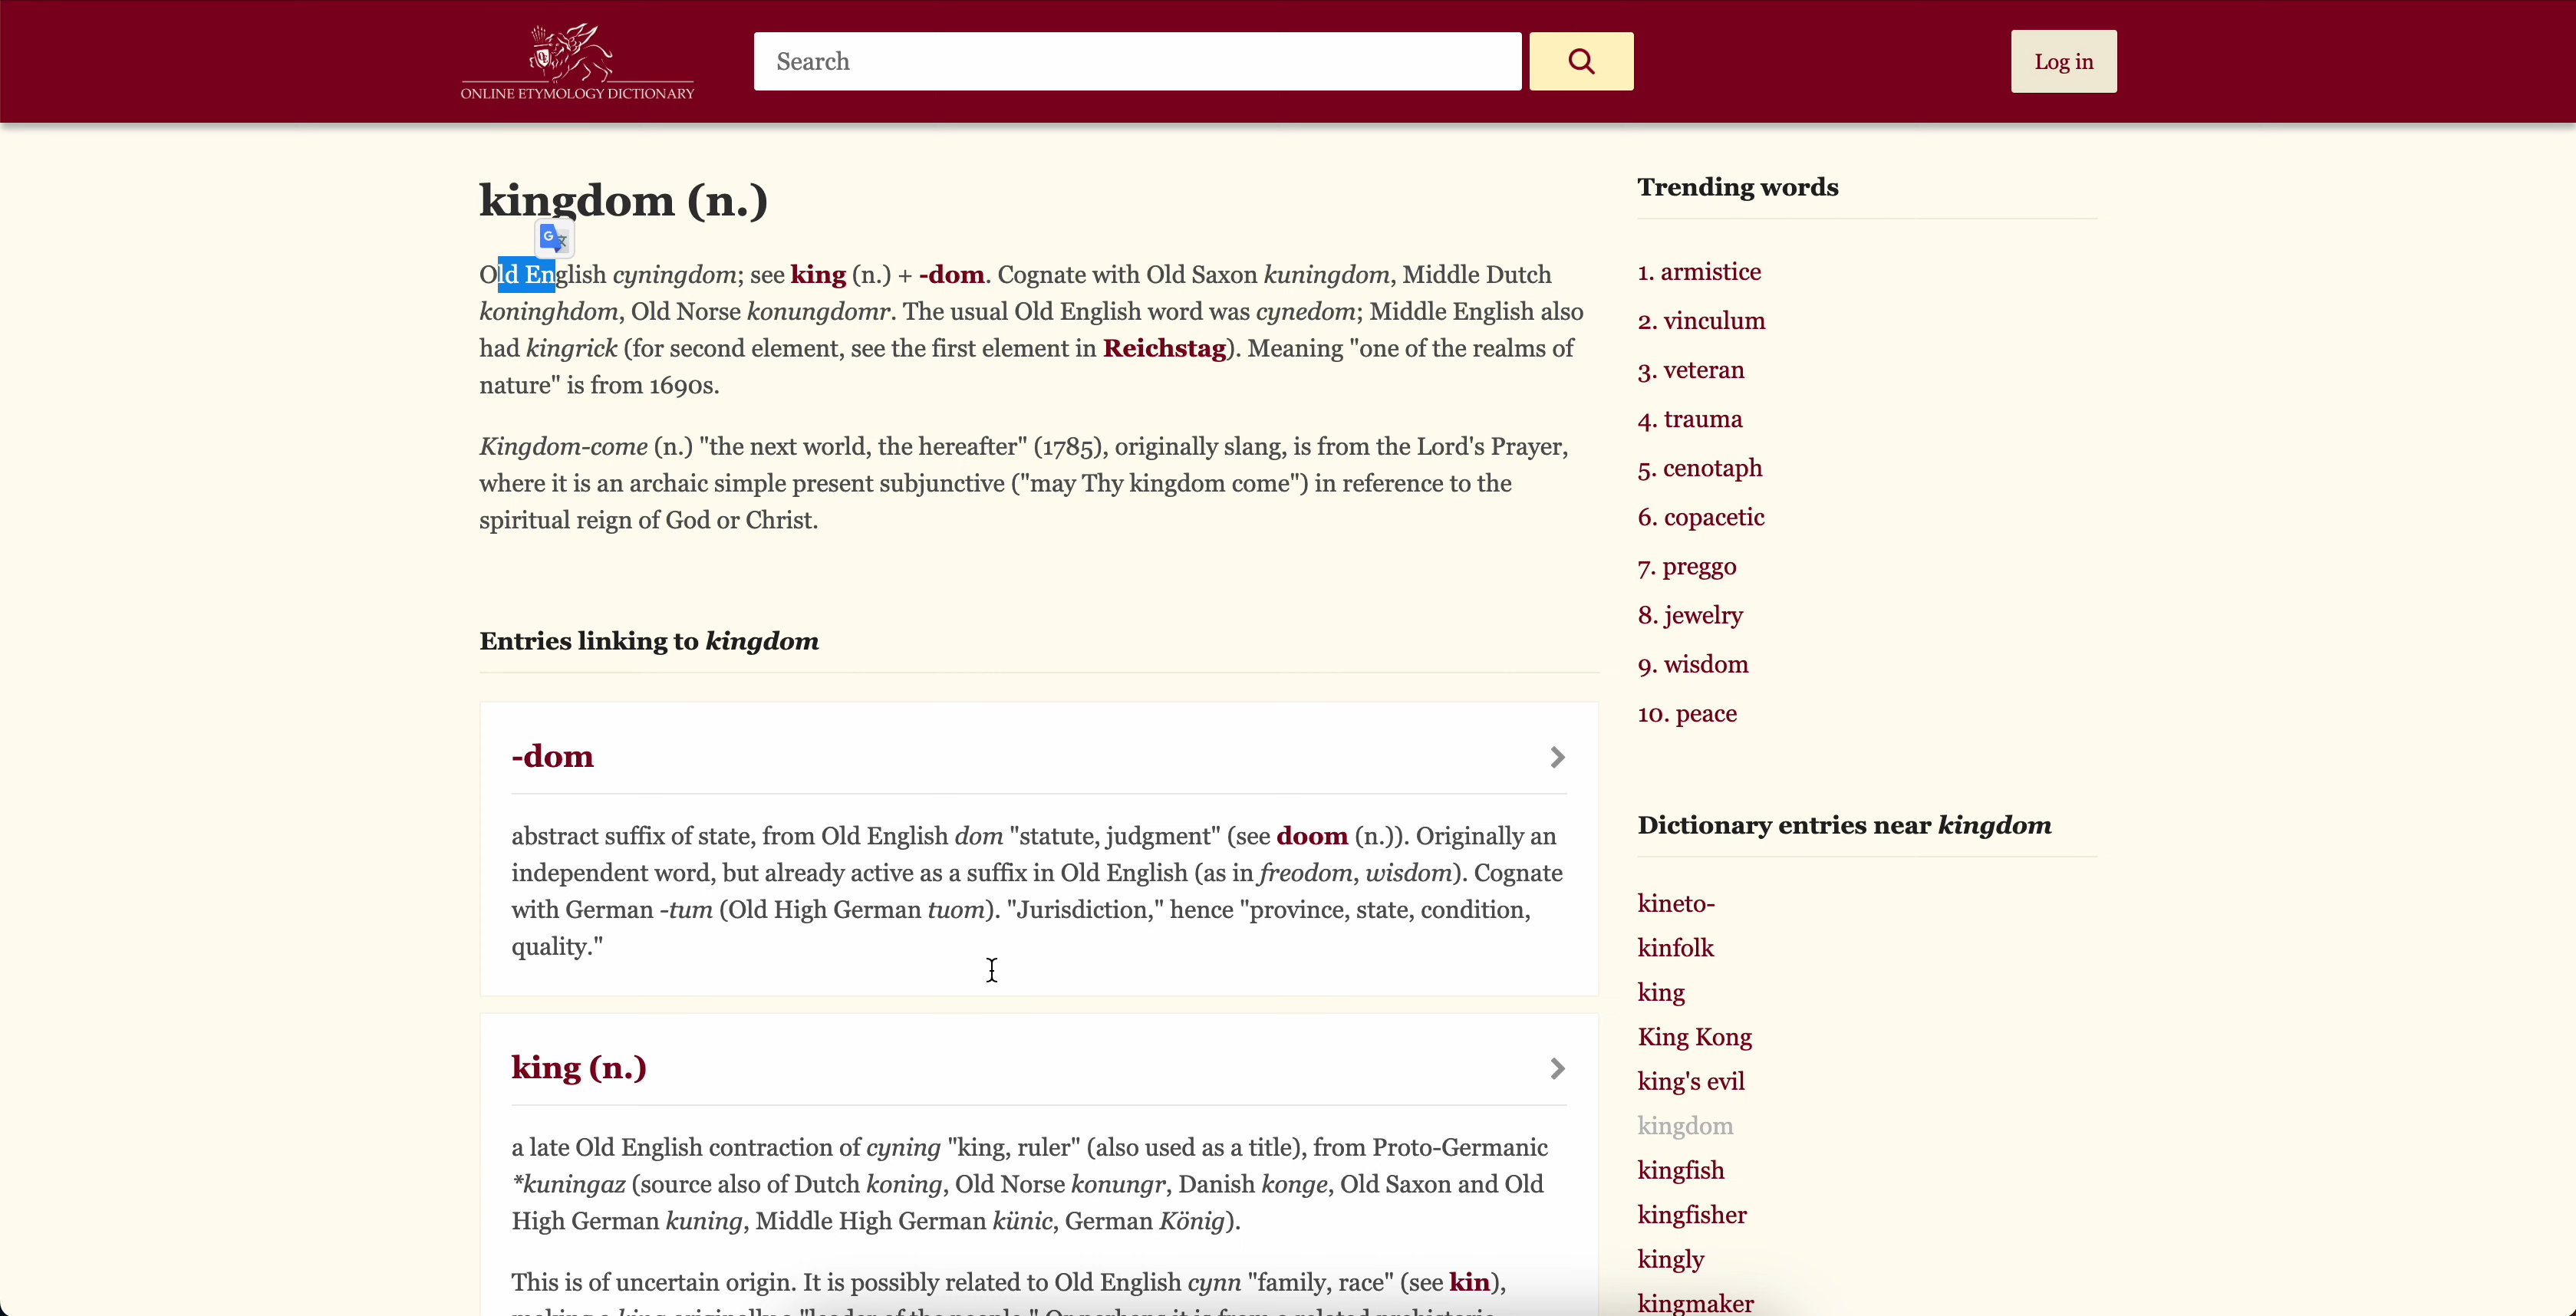 ONLINE ETYMOLOGY DICTIONARY
Search
Log in
kingdom (n.)
Old English cyningdom; see king (n.) + -dom. Cognate with Old Saxon kuningdom, Middle Dutch
koninghdom, Old Norse konungdomr. The usual Old English word was cynedom; Middle English also
had kingrick (for second element, see the first element in Reichstag). Meaning "one of the realms of
nature" is from 1690s.
Kingdom-come (n.) "the next world, the hereafter" (1785), originally slang, is from the Lord's Prayer,
where it is an archaic simple present subjunctive ("may Thy kingdom come") in reference to the
spiritual reign of God or Christ.
Entries linking to kingdom
-dom
abstract suffix of state, from Old English dom "statute, judgment" (see doom (n.)). Originally an
independent word, but already active as a suffix in Old English (as in freodom, wisdom). Cognate
with German -tum (Old High German tuom). "Jurisdiction," hence "province, state, condition,
quality."
king (n.)
a late Old English contraction of cyning "king, ruler" (also used as a title), from Proto-Germanic
*kuningaz (source also of Dutch koning, Old Norse konungr, Danish konge, Old Saxon and Old
High German kuning, Middle High German künic, German König).
This is of uncertain origin. It is possibly related to Old English cynn "family, race" (see kin),
Trending words
1. armistice
2. vinculum
3. veteran
4. trauma
5. cenotaph
6. copacetic
7. preggo
8. jewelry
9. wisdom
10. peace
Dictionary entries near kingdom
kineto-
kinfolk
king
King Kong
king's evil
kingdom
kingfish
kingfisher
kingly
kingmaker